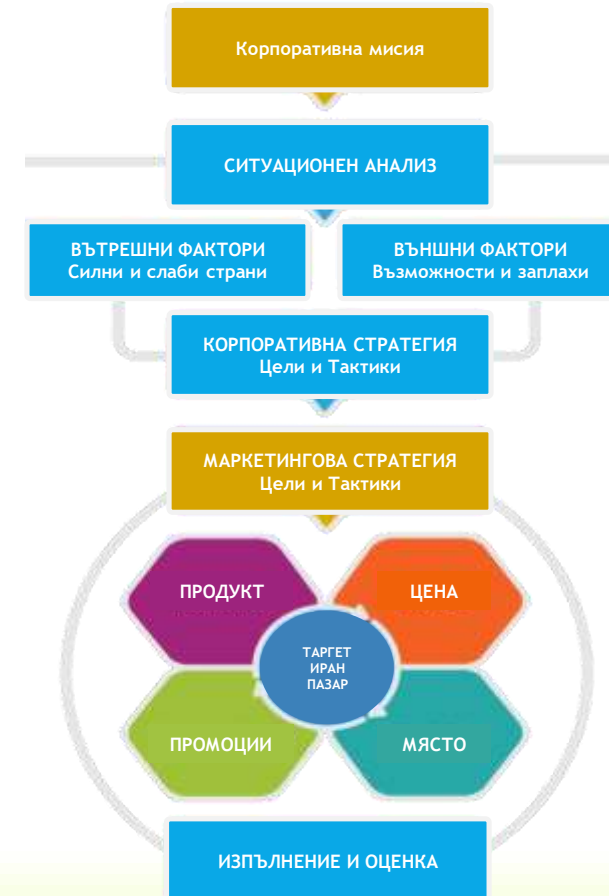 Корпоративна мисия
СИТУАЦИОНЕН АНАЛИЗ
ВЪТРЕШНИ ФАКТОРИ
Силни и слаби страни
ВЪНШНИ ФАКТОРИ
Възможности и заплахи
КОРПОРАТИВНА СТРАТЕГИЯ
Цели и Тактики
МАРКЕТИНГОВА СТРАТЕГИЯ
Цели и Тактики
ПРОДУКТ
ЦЕНА
ТАРГЕТ
ИРАН
ПАЗАР
ПРОМОЦИИ
МЯСТО
ИЗПЪЛНЕНИЕ И ОЦЕНКА